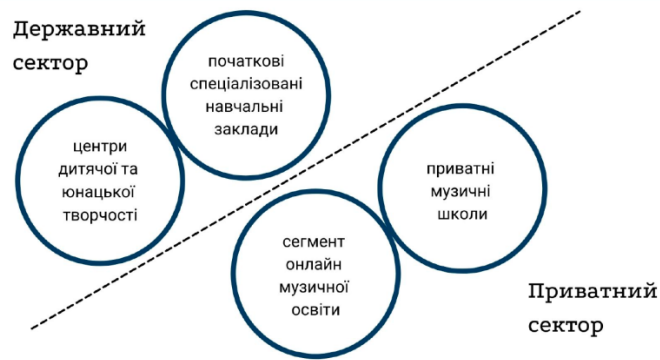 Державний
сектор
початкові
спеціалізовані
навчальні
заклади
центри
дитячої та
юнацької
творчості
приватні
музичні
школи
сегмент
онлайн
музичної
освіти
Приватний
сектор